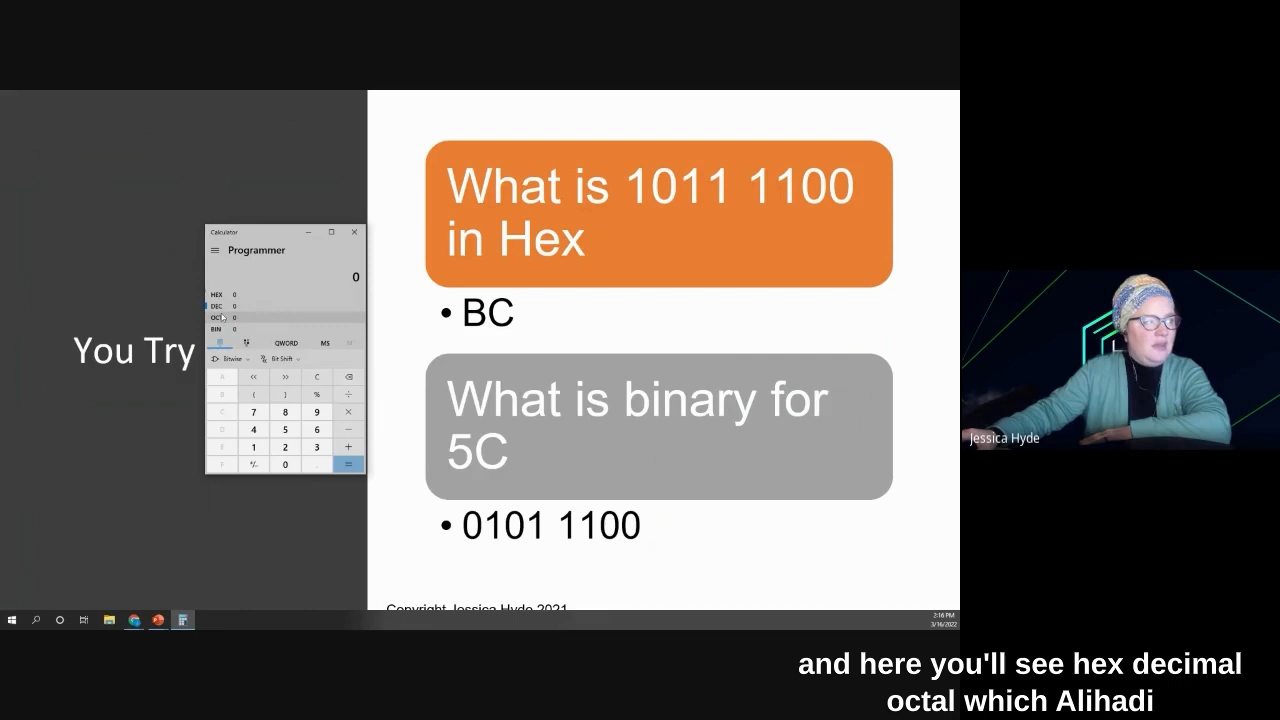 You Try
Calculator
Programmer
0
HEX 0
DEC 0
OCT 0
BIN 0
QWORD MS
Bitwise Bit Shift
A << >> C
B ( ) % ÷
C 7 8 9 ×
D 4 5 6 −
E 1 2 3 +
F +/- 0 . =
What is 1011 1100
in Hex
• BC
What is binary for
5C
• 0101 1100
Copyright Jessica Hyde 2021
2:16 PM
3/16/2022
Jessica Hyde
and here you'll see hex decimal
octal which Alihadi